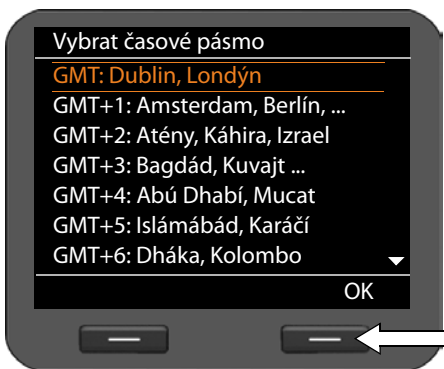 Vybrat časové pásmo
GMT: Dublin, Londýn
GMT+1: Amsterdam, Berlín, ...
GMT+2: Atény, Káhira, Izrael
GMT+3: Bagdád, Kuvajt ...
GMT+4: Abú Dhabí, Mucat
GMT+5: Islámábád, Karáčí
GMT+6: Dháka, Kolombo
OK